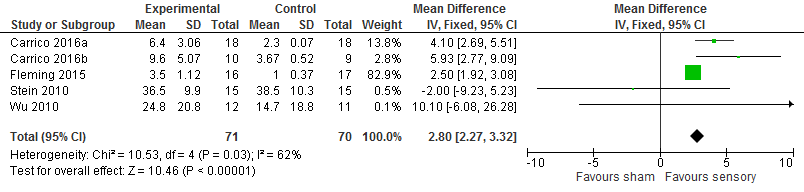 Experimental Control Mean Difference Mean Difference
Study or Subgroup Mean SD Total Mean SD Total Weight IV, Fixed, 95% CI IV, Fixed, 95% CI
Carrico 2016a 6.4 3.06 18 2.3 0.07 18 13.8% 4.10 [2.69, 5.51]
Carrico 2016b 9.6 5.07 10 3.67 0.52 9 2.8% 5.93 [2.77, 9.09]
Fleming 2015 3.5 1.12 16 1 0.37 17 82.9% 2.50 [1.92, 3.08]
Stein 2010 36.5 9.9 15 38.5 10.3 15 0.5% -2.00 [-9.23, 5.23]
Wu 2010 24.8 20.8 12 14.7 18.8 11 0.1% 10.10 [-6.08, 26.28]
Total (95% CI) 71 70 100.0% 2.80 [2.27, 3.32]
Heterogeneity: Chi² = 10.53, df = 4 (P = 0.03); I² = 62%
Test for overall effect: Z = 10.46 (P < 0.00001)
-10 -5 0 5 10
Favours sham Favours sensory